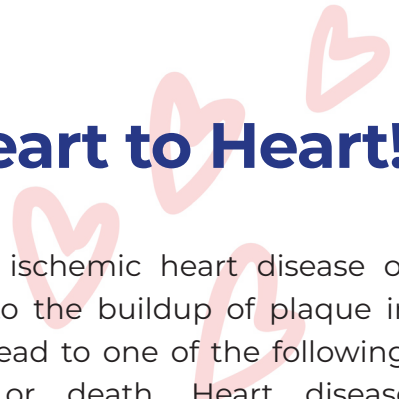 eart to Heart!
ischemic heart disease o
o the buildup of plaque i
ead to one of the following
or death. Heart diseas